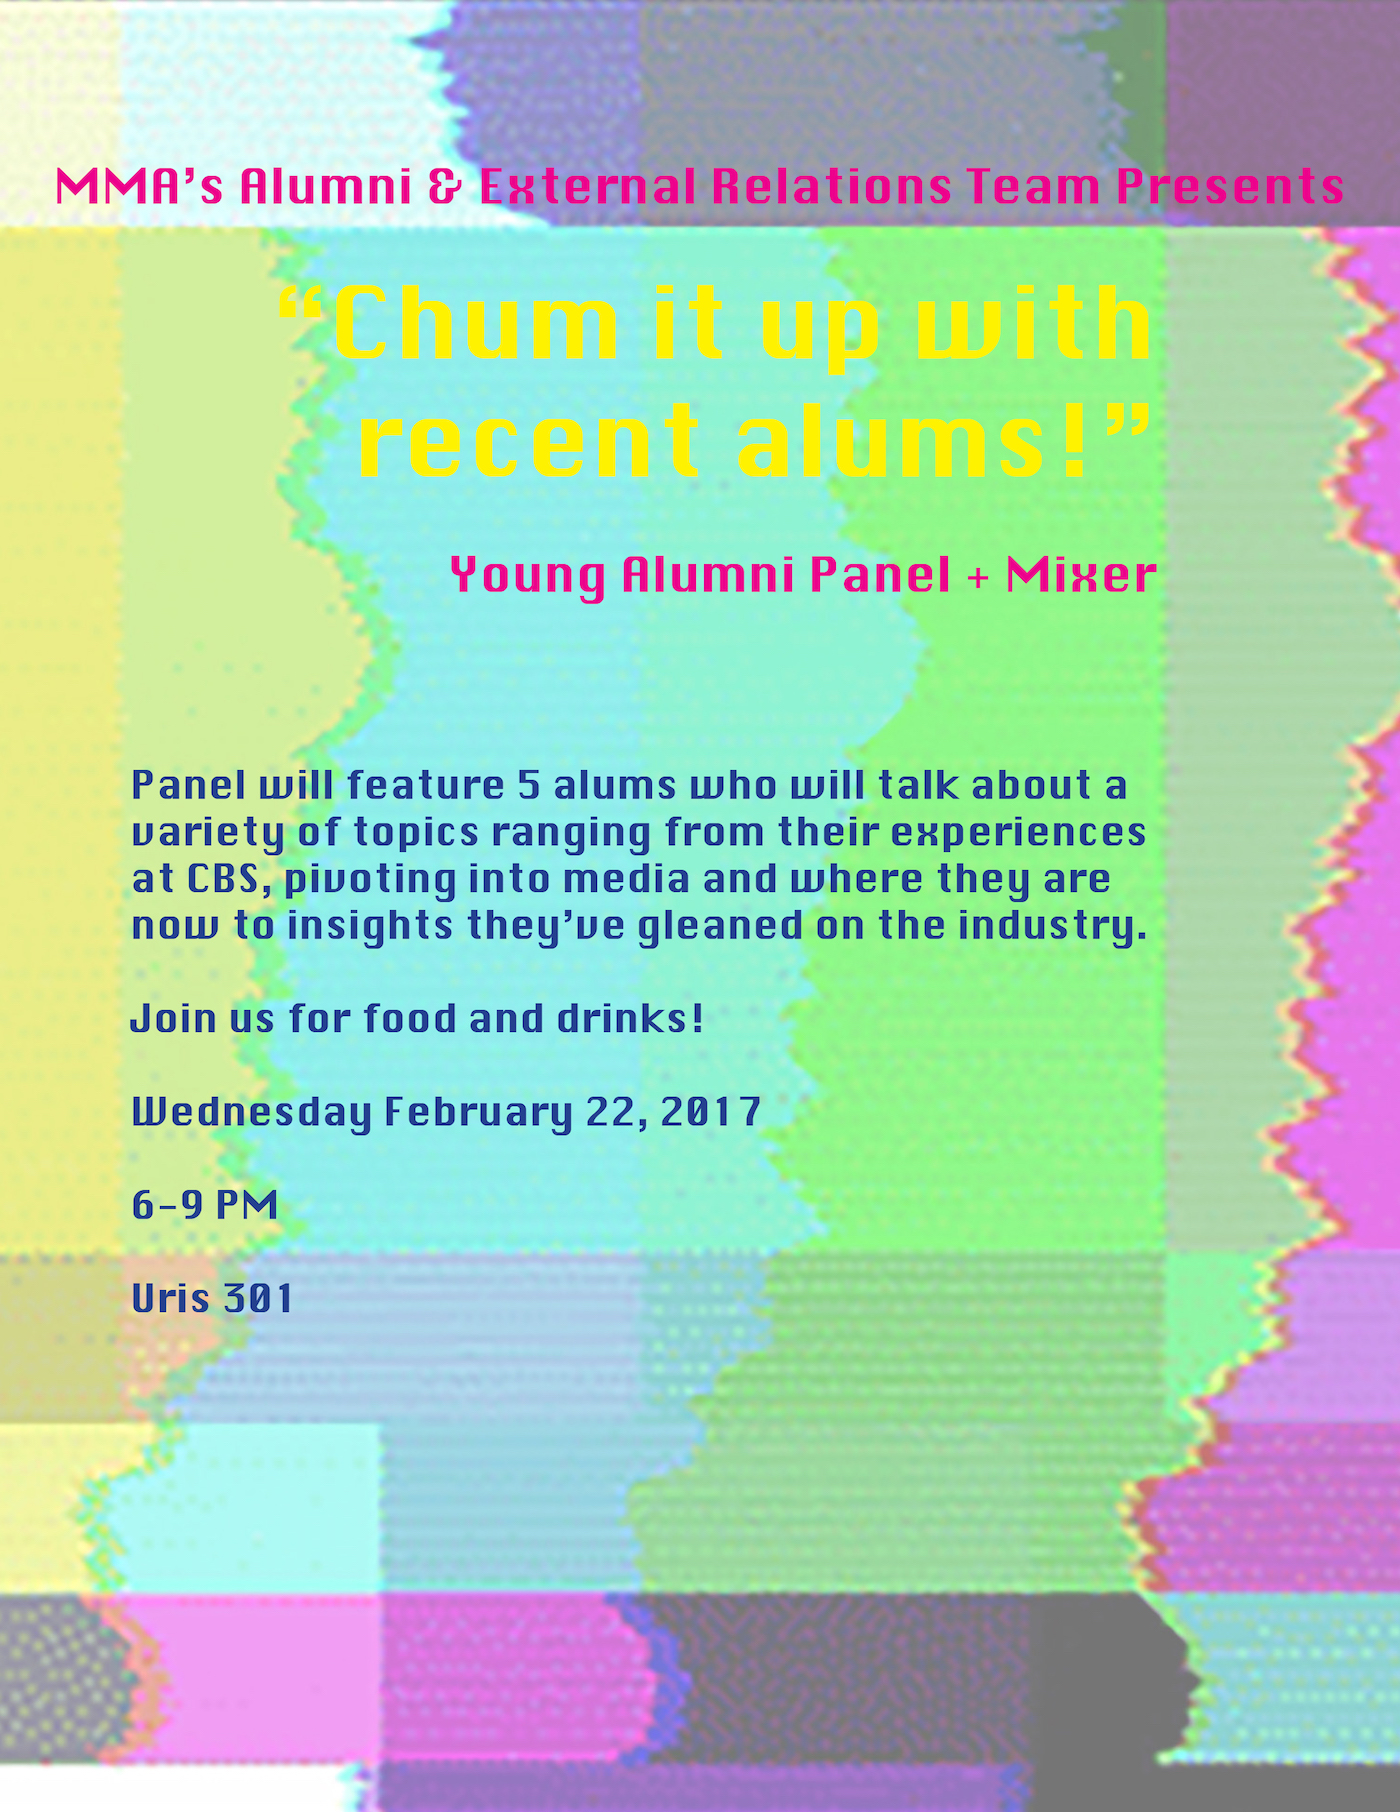 MMA’s Alumni & External Relations Team Presents
“Chum it up with
recent alums!”
Young Alumni Panel + Mixer
Panel will feature 5 alums who will talk about a
variety of topics ranging from their experiences
at CBS, pivoting into media and where they are
now to insights they’ve gleaned on the industry.
Join us for food and drinks!
Wednesday February 22, 2017
6-9 PM
Uris 301